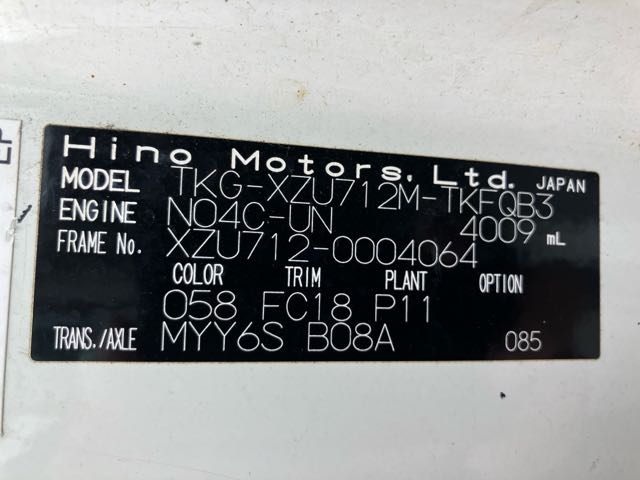 Hino Motors, Ltd. JAPAN
MODEL TKG-XZU712M-TKFQB3
ENGINE N04C-UN 4009 mL
FRAME No. XZU712-0004064
COLOR TRIM PLANT OPTION
058 FC18 P11
TRANS./AXLE MYY6S B08A 085